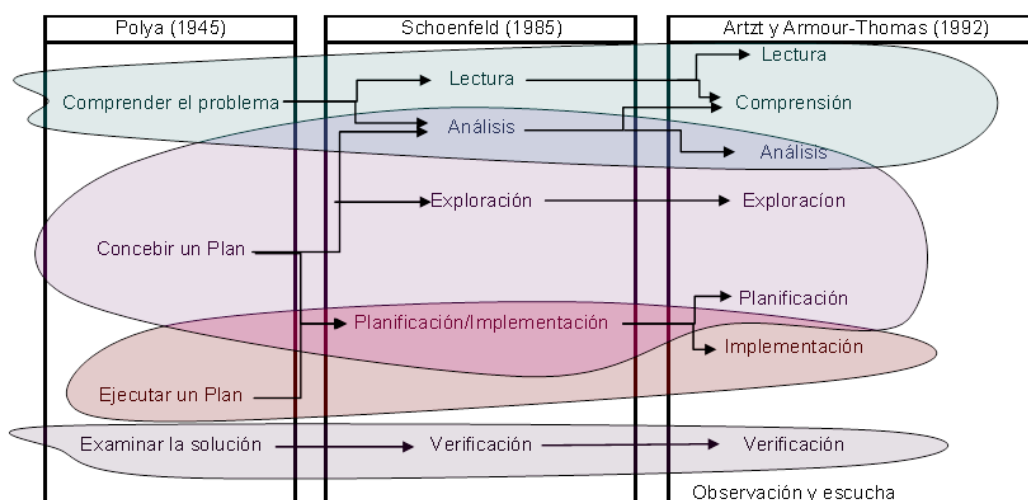 Polya (1945)
Schoenfeld (1985)
Artzt y Armour-Thomas (1992)
Lectura
Lectura
Comprender el problema
Comprensión
Análisis
Análisis
Exploración
Exploracíon
Concebir un Plan
Planificación
Planificación/Implementación
Implementación
Ejecutar un Plan
Examinar la solución
Verificación
Verificación
Observación y escucha